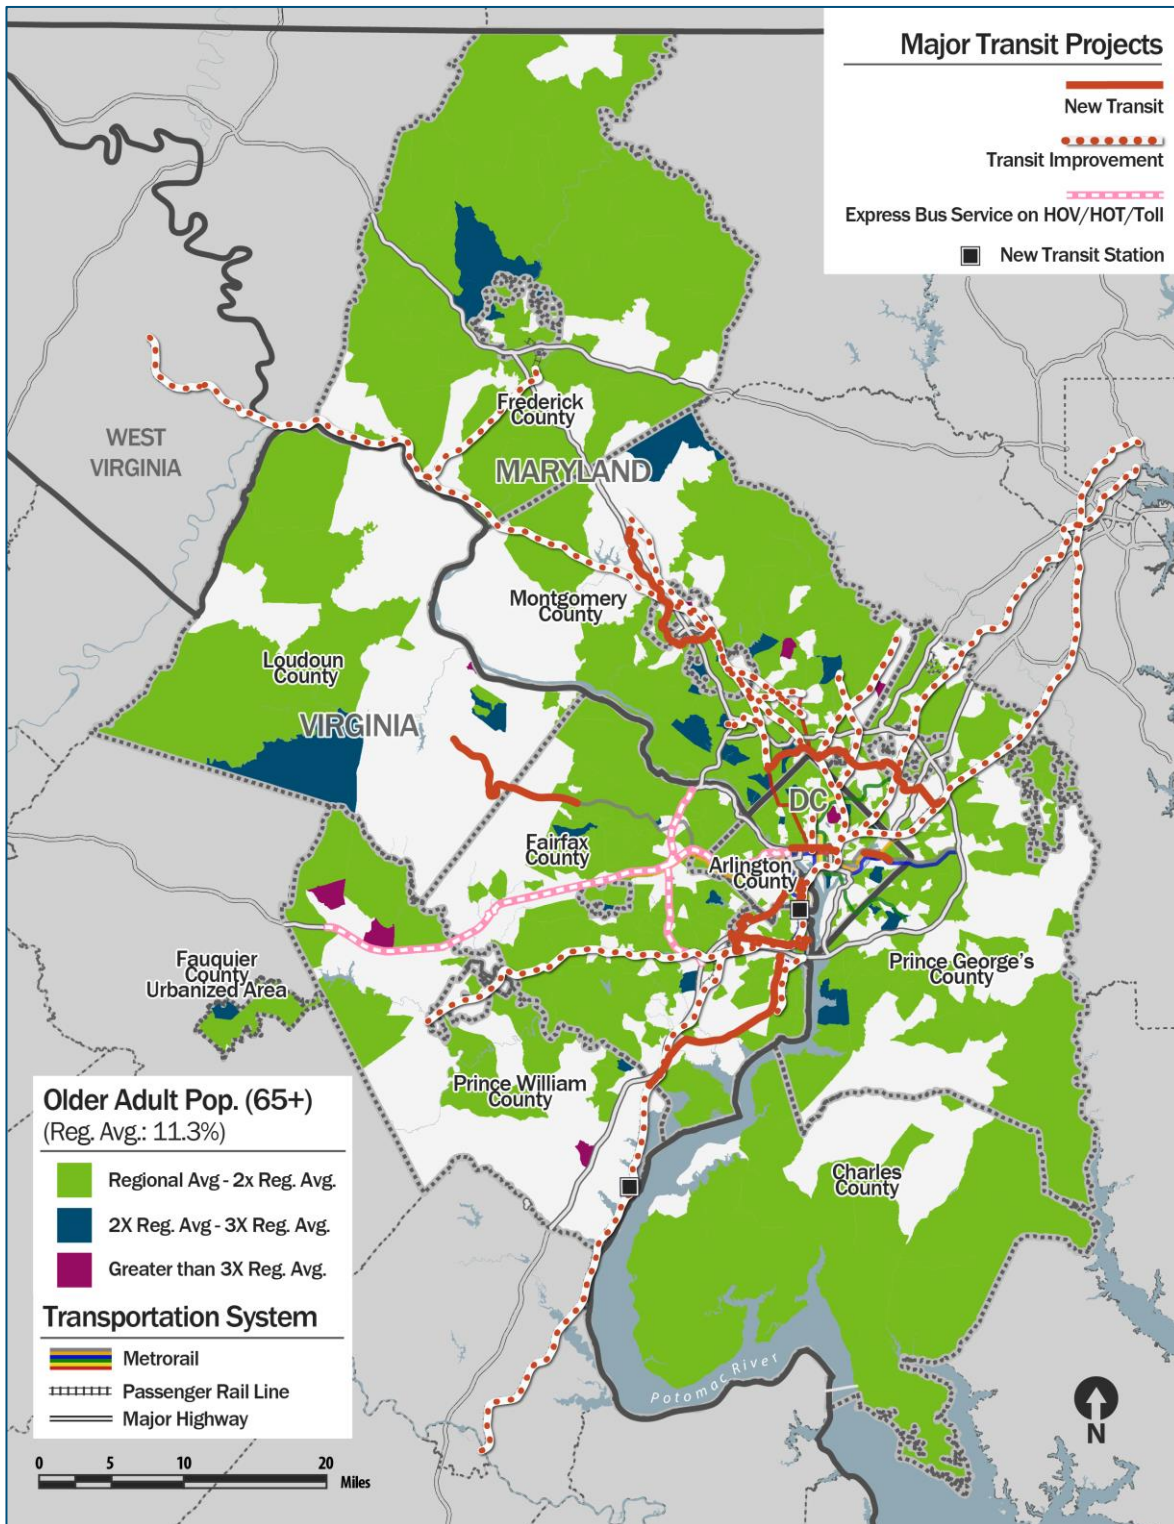 Major Transit Projects
New Transit
Transit Improvement
Express Bus Service on HOV/HOT/Toll
New Transit Station
Frederick
County
WEST
VIRGINIA
MARYLAND
Montgomery
County
Loudoun
County
VIRGINIA
DC
Fairfax
County
Arlington
County
Fauquier
County
Urbanized Area
Prince George's
County
Prince William
County
Charles
County
Older Adult Pop. (65+)
(Reg. Avg.: 11.3%)
Regional Avg - 2x Reg. Avg.
2X Reg. Avg - 3X Reg. Avg.
Greater than 3X Reg. Avg.
Transportation System
Metrorail
Passenger Rail Line
Major Highway
Potomac River
N
0 5 10 20
Miles